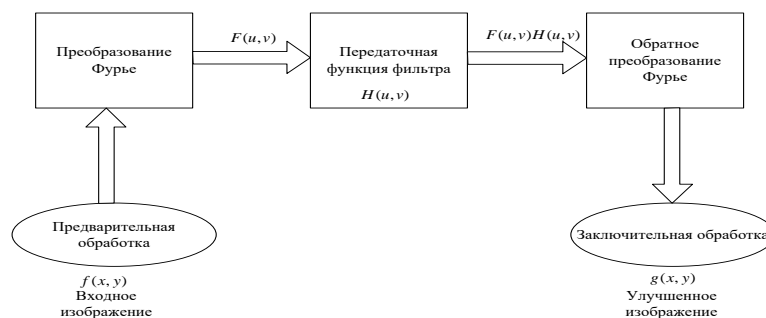 Преобразование
Фурье
F(u,v)
Передаточная
функция фильтра
H(u,v)
F(u,v)H(u,v)
Обратное
преобразование
Фурье
Предварительная
обработка
f(x, y)
Входное
изображение
Заключительная обработка
g(x, y)
Улучшенное
изображение